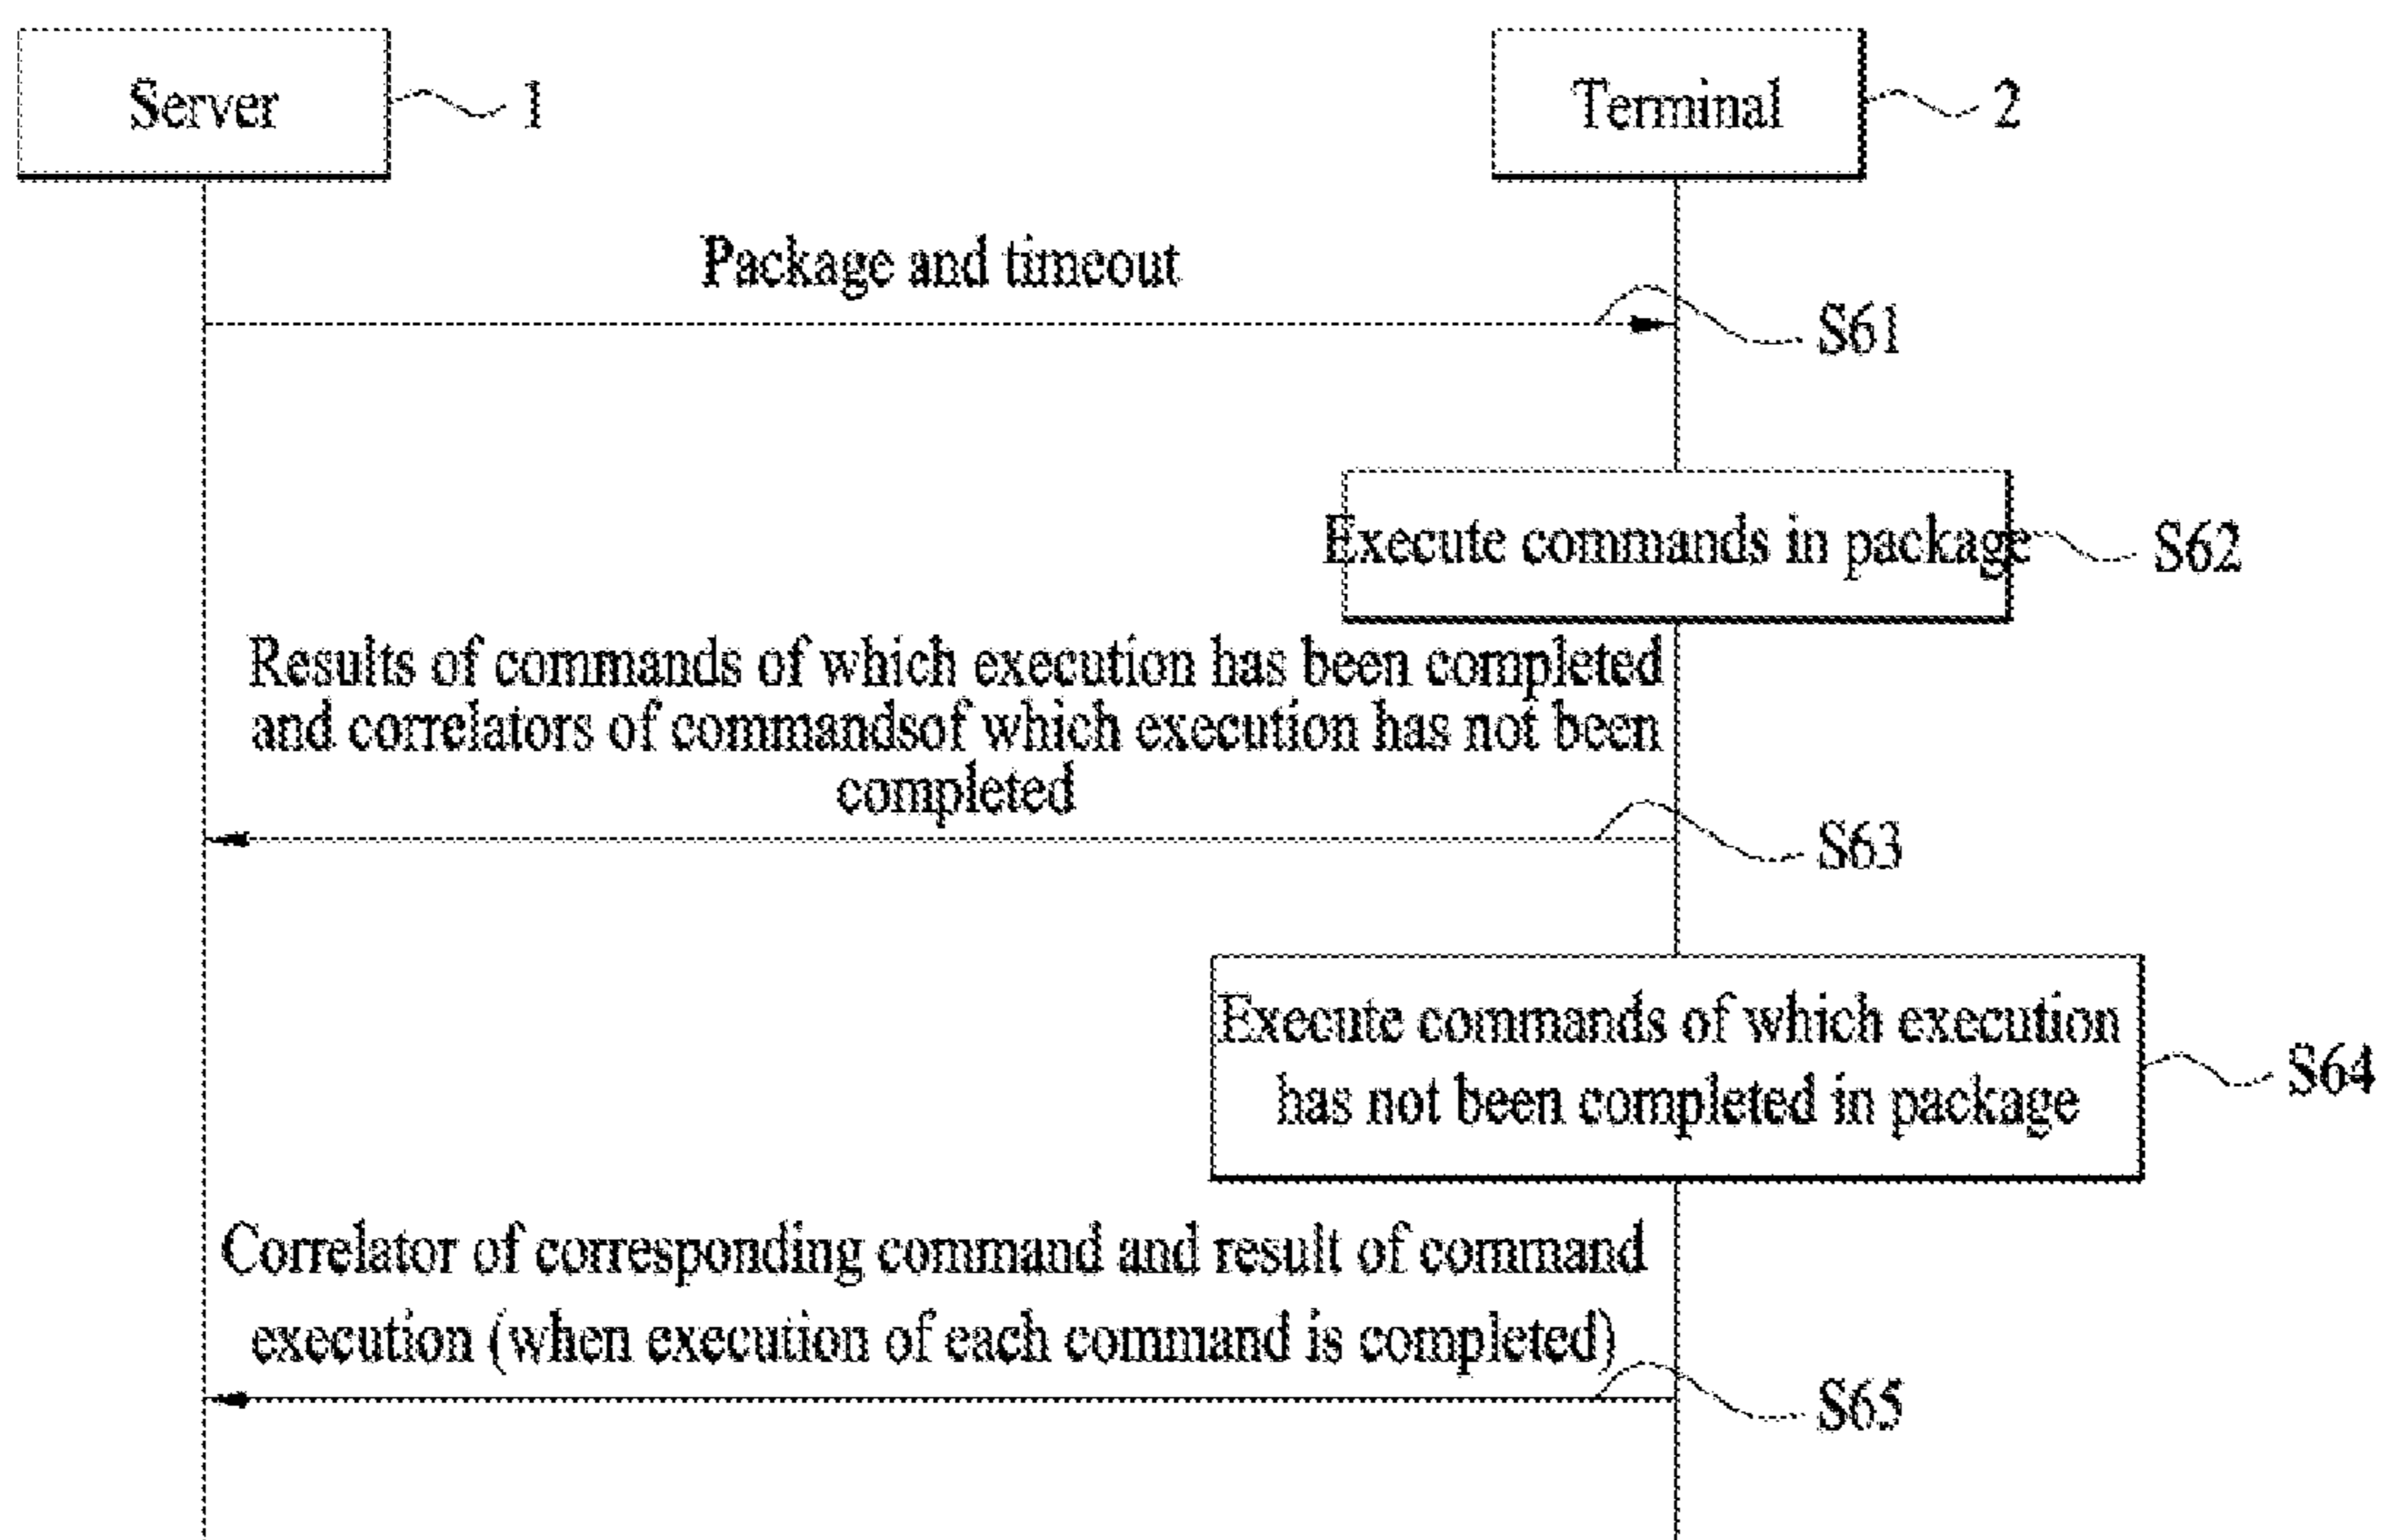 Server
1
Terminal
2
Package and timeout
S61
Execute commands in package
S62
Results of commands of which execution has been completed
and correlators of commandsof which execution has not been
completed
S63
Execute commands of which execution
has not been completed in package
S64
Correlator of corresponding command and result of command
execution (when execution of each command is completed)
S65